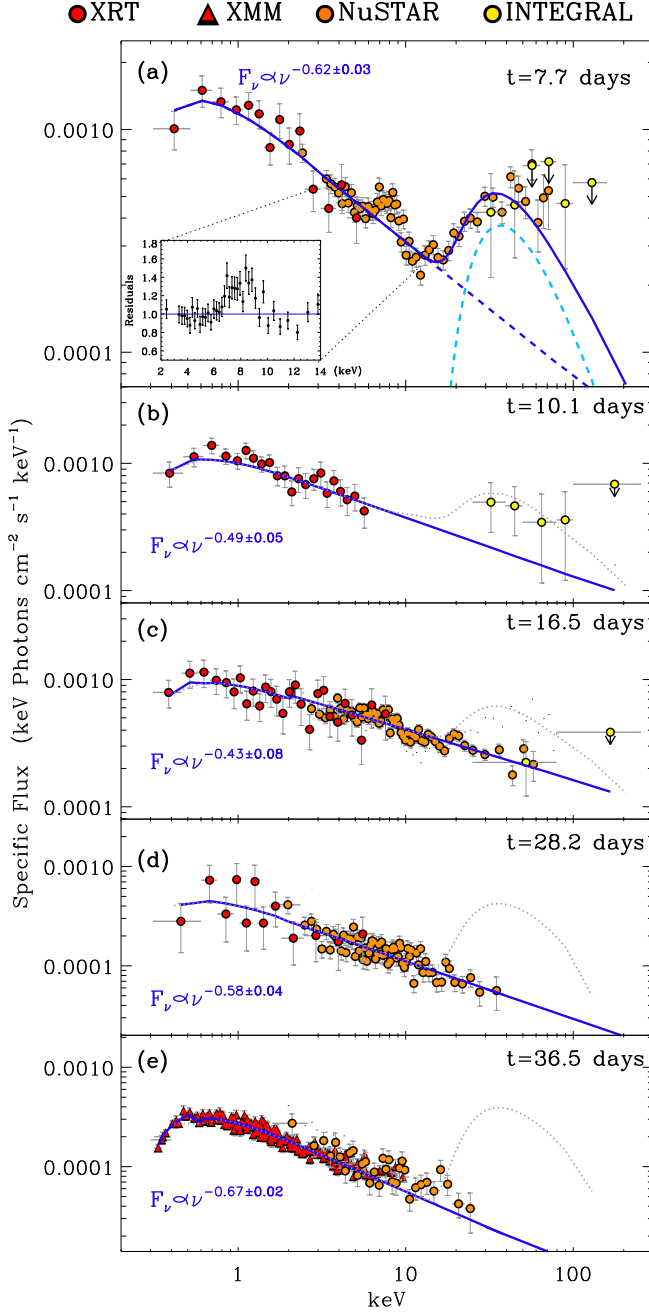 XRT XMM NuSTAR INTEGRAL
(a) Fν∝ν^−0.62±0.03 t=7.7 days
0.0010
0.0001
Residuals
1.8
1.6
1.4
1.2
1.0
0.8
0.6
2 4 6 8 10 12 14 (keV)
(b) t=10.1 days
0.0010
Fν∝ν^−0.49±0.05
0.0001
(c) t=16.5 days
0.0010
Fν∝ν^−0.43±0.08
0.0001
(d) t=28.2 days
0.0010
0.0001
Fν∝ν^−0.58±0.04
(e) t=36.5 days
0.0010
0.0001
Fν∝ν^−0.67±0.02
1 10 100
keV
Specific Flux (keV Photons cm⁻² s⁻¹ keV⁻¹)